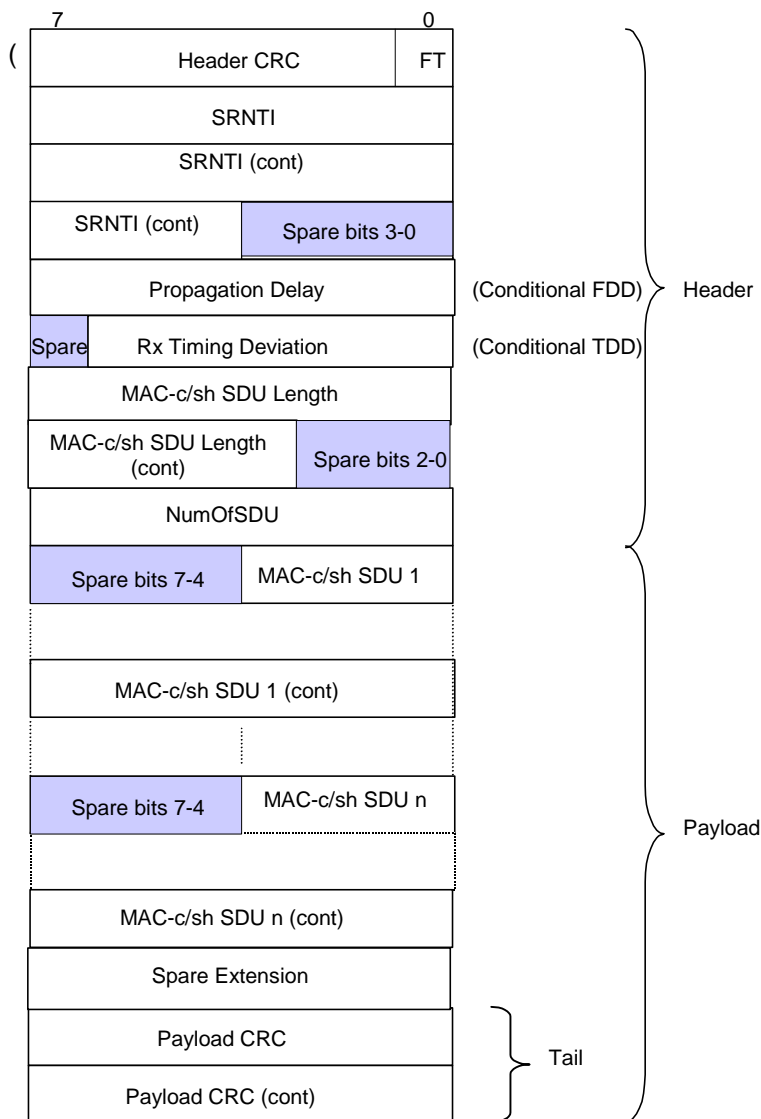 7 0
(
Header CRC FT
SRNTI
SRNTI (cont)
SRNTI (cont) Spare bits 3-0
Propagation Delay (Conditional FDD) Header
Spare Rx Timing Deviation (Conditional TDD)
MAC-c/sh SDU Length
MAC-c/sh SDU Length
(cont)
Spare bits 2-0
NumOfSDU
Spare bits 7-4 MAC-c/sh SDU 1
MAC-c/sh SDU 1 (cont)
Spare bits 7-4 MAC-c/sh SDU n
Payload
MAC-c/sh SDU n (cont)
Spare Extension
Payload CRC
Tail
Payload CRC (cont)